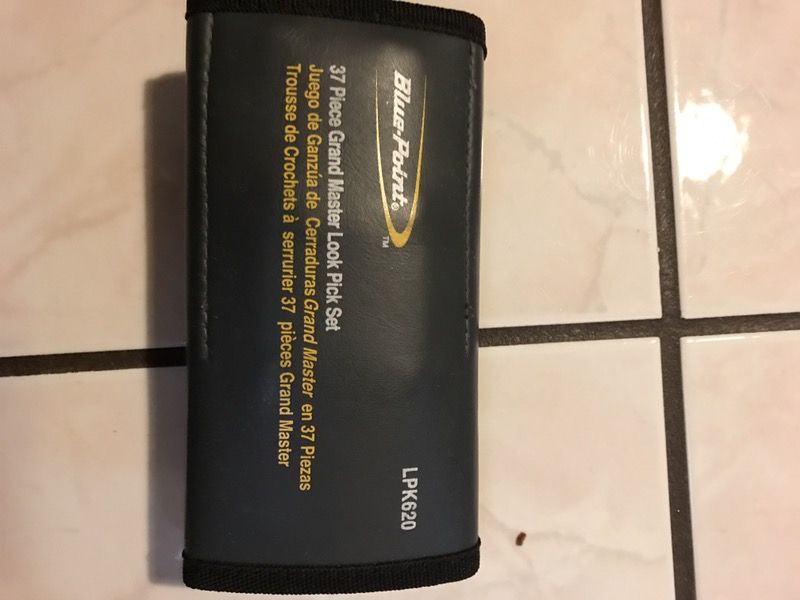 Blue-Point®
TM
37 Piece Grand Master Look Pick Set
Juego de Ganzúa de Cerraduras Grand Master en 37 Piezas
Trousse de Crochets à serrurier 37 pièces Grand Master
LPK620